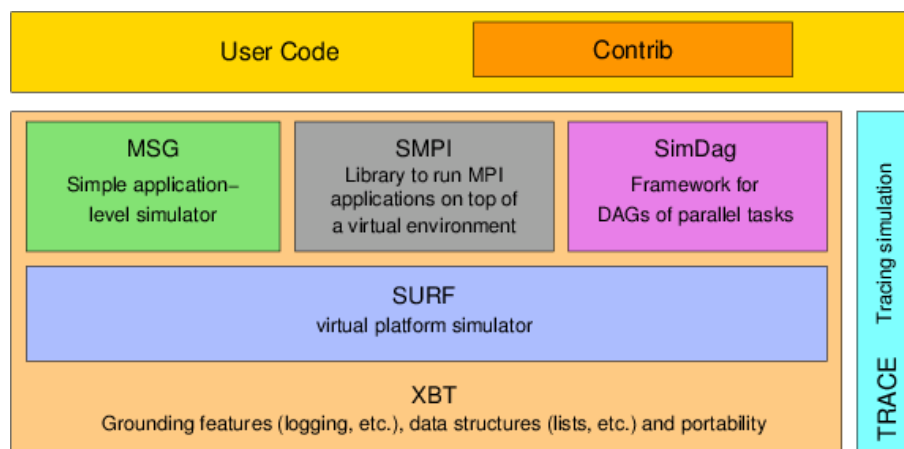 User Code
Contrib
MSG
Simple application–
level simulator
SMPI
Library to run MPI
applications on top of
a virtual environment
SimDag
Framework for
DAGs of parallel tasks
SURF
virtual platform simulator
XBT
Grounding features (logging, etc.), data structures (lists, etc.) and portability
TRACE Tracing simulation